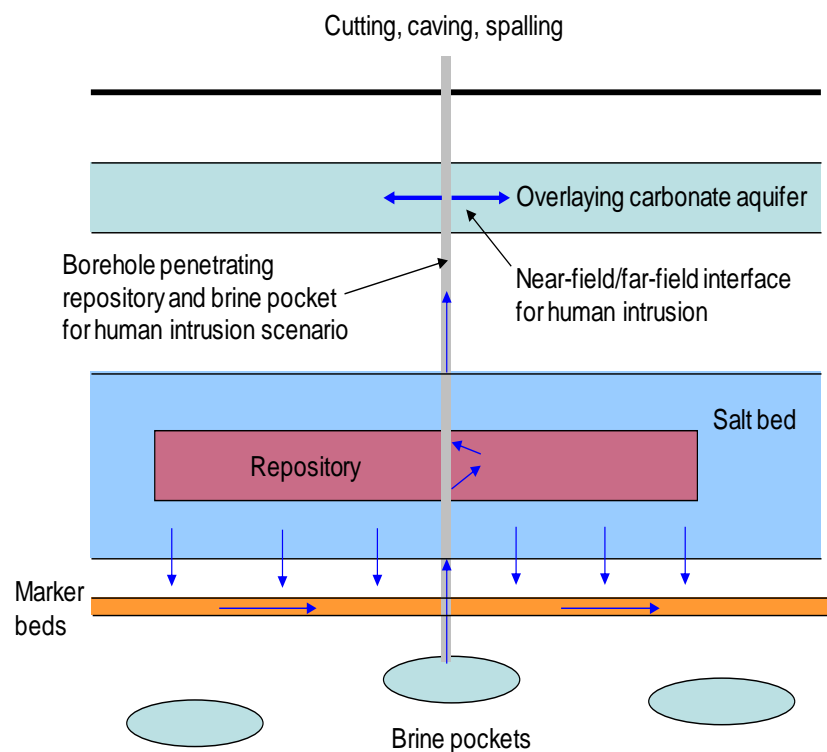 Cutting, caving, spalling
Overlaying carbonate aquifer
Borehole penetrating
repository and brine pocket
for human intrusion scenario
Near-field/far-field interface
for human intrusion
Salt bed
Repository
Marker
beds
Brine pockets